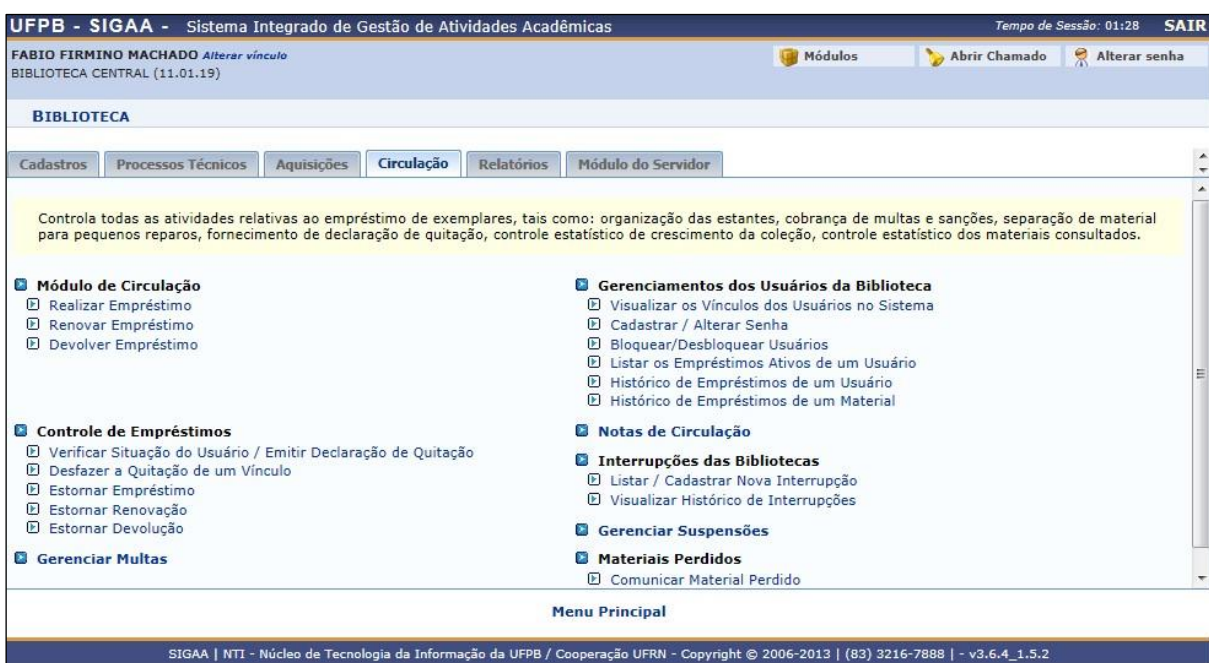 UFPB - SIGAA - Sistema Integrado de Gestão de Atividades Acadêmicas
Tempo de Sessão: 01:28 SAIR
FABIO FIRMINO MACHADO Alterar vínculo
BIBLIOTECA CENTRAL (11.01.19)
Módulos
Abrir Chamado
Alterar senha
BIBLIOTECA
Cadastros
Processos Técnicos
Aquisições
Circulação
Relatórios
Módulo do Servidor
Controla todas as atividades relativas ao empréstimo de exemplares, tais como: organização das estantes, cobrança de multas e sanções, separação de material
para pequenos reparos, fornecimento de declaração de quitação, controle estatístico de crescimento da coleção, controle estatístico dos materiais consultados.
Módulo de Circulação
Realizar Empréstimo
Renovar Empréstimo
Devolver Empréstimo
Controle de Empréstimos
Verificar Situação do Usuário / Emitir Declaração de Quitação
Desfazer a Quitação de um Vínculo
Estornar Empréstimo
Estornar Renovação
Estornar Devolução
Gerenciar Multas
Gerenciamentos dos Usuários da Biblioteca
Visualizar os Vínculos dos Usuários no Sistema
Cadastrar / Alterar Senha
Bloquear/Desbloquear Usuários
Listar os Empréstimos Ativos de um Usuário
Histórico de Empréstimos de um Usuário
Histórico de Empréstimos de um Material
Notas de Circulação
Interrupções das Bibliotecas
Listar / Cadastrar Nova Interrupção
Visualizar Histórico de Interrupções
Gerenciar Suspensões
Materiais Perdidos
Comunicar Material Perdido
Menu Principal
SIGAA | NTI - Núcleo de Tecnologia da Informação da UFPB / Cooperação UFRN - Copyright © 2006-2013 | (83) 3216-7888 | - v3.6.4_1.5.2